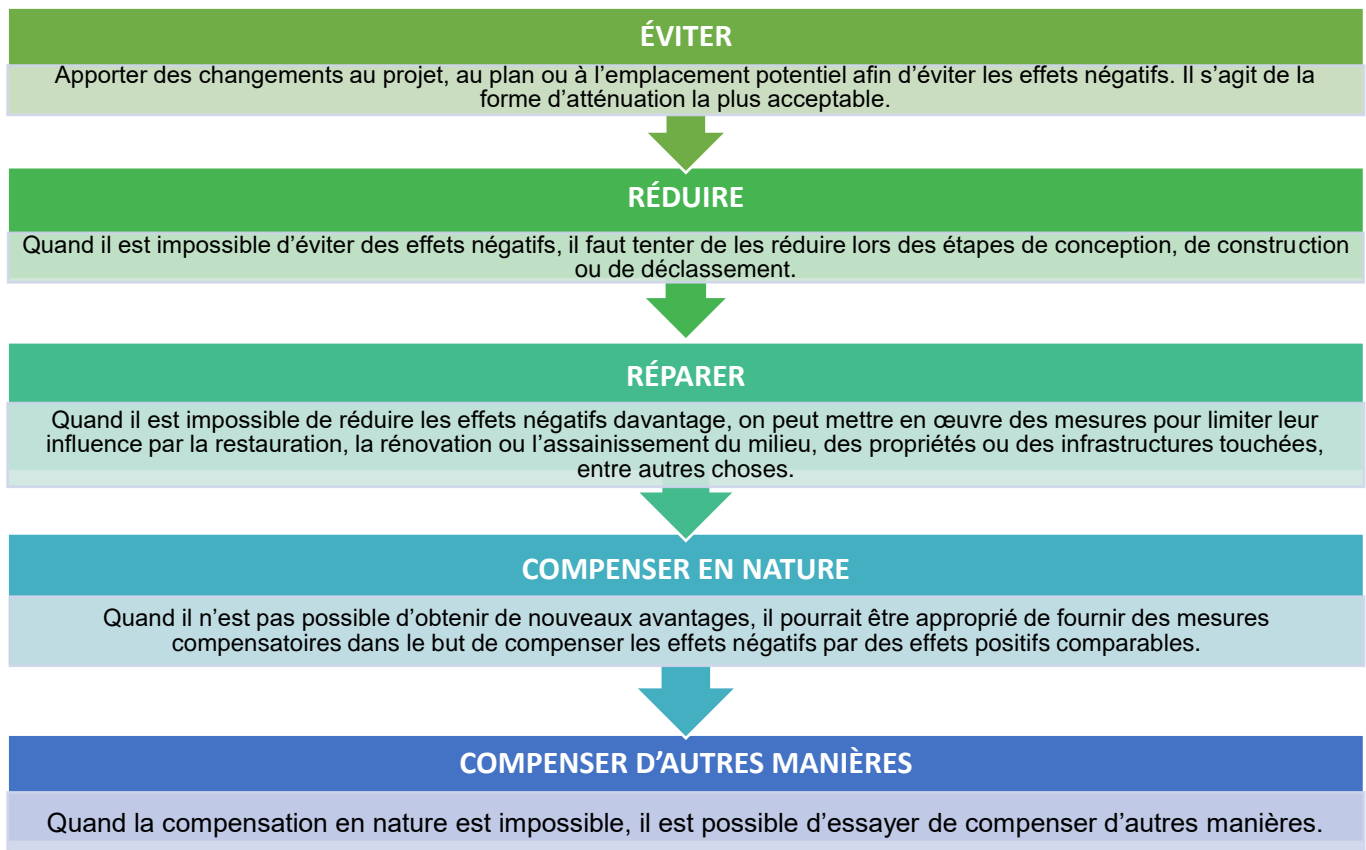 ÉVITER
Apporter des changements au projet, au plan ou à l’emplacement potentiel afin d’éviter les effets négatifs. Il s’agit de la
forme d’atténuation la plus acceptable.
RÉDUIRE
Quand il est impossible d’éviter des effets négatifs, il faut tenter de les réduire lors des étapes de conception, de construction
ou de déclassement.
RÉPARER
Quand il est impossible de réduire les effets négatifs davantage, on peut mettre en œuvre des mesures pour limiter leur
influence par la restauration, la rénovation ou l’assainissement du milieu, des propriétés ou des infrastructures touchées,
entre autres choses.
COMPENSER EN NATURE
Quand il n’est pas possible d’obtenir de nouveaux avantages, il pourrait être approprié de fournir des mesures
compensatoires dans le but de compenser les effets négatifs par des effets positifs comparables.
COMPENSER D’AUTRES MANIÈRES
Quand la compensation en nature est impossible, il est possible d’essayer de compenser d’autres manières.